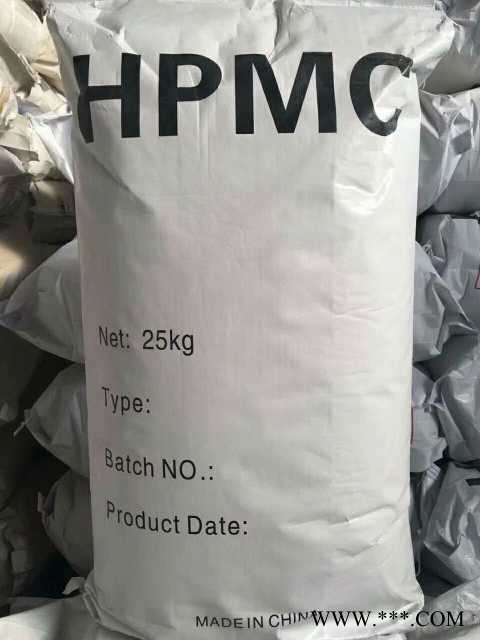 HPMC
Net: 25kg
Type:
Batch NO.:
Product Date:
MADE IN CHINA
WWW.***.COM